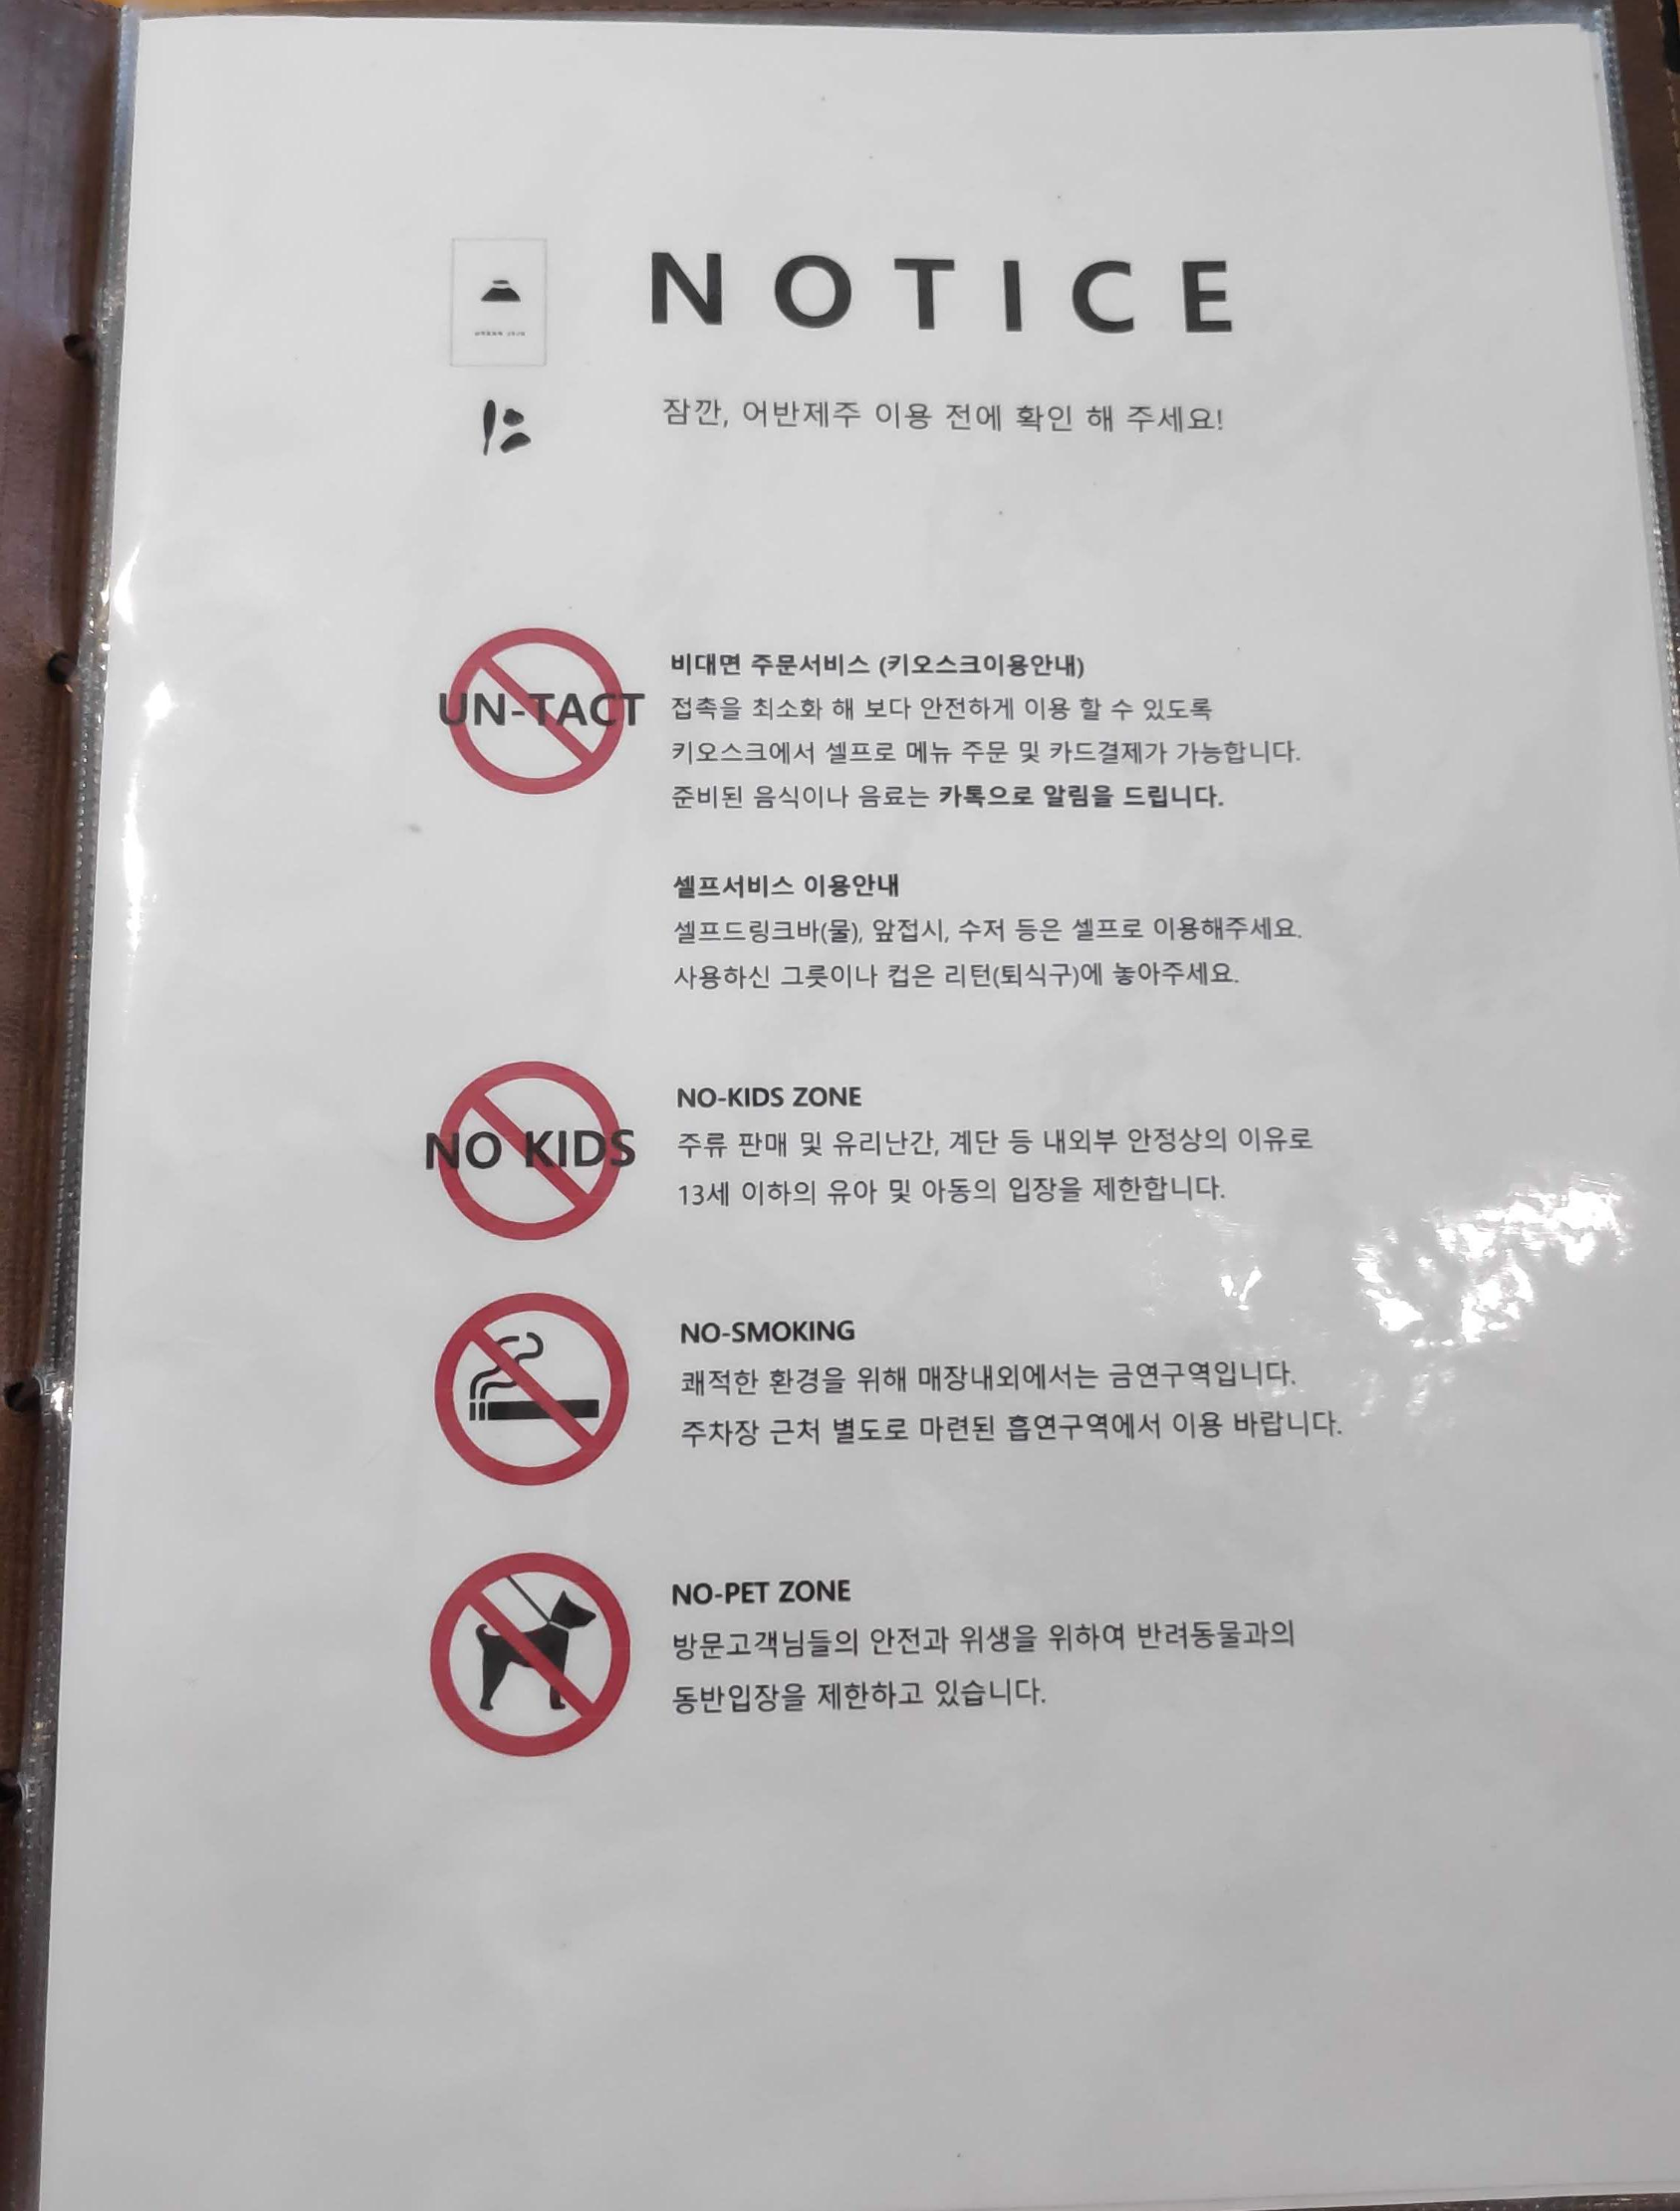 NOTICE
URBAN JEJU
잠깐, 어반제주 이용 전에 확인 해 주세요!
UN-TACT
비대면 주문서비스 (키오스크이용안내)
접촉을 최소화 해 보다 안전하게 이용 할 수 있도록
키오스크에서 셀프로 메뉴 주문 및 카드결제가 가능합니다.
준비된 음식이나 음료는 카톡으로 알림을 드립니다.
셀프서비스 이용안내
셀프드링크바(물), 앞접시, 수저 등은 셀프로 이용해주세요.
사용하신 그릇이나 컵은 리턴(퇴식구)에 놓아주세요.
NO KIDS
NO-KIDS ZONE
주류 판매 및 유리난간, 계단 등 내외부 안정상의 이유로
13세 이하의 유아 및 아동의 입장을 제한합니다.
NO-SMOKING
쾌적한 환경을 위해 매장내외에서는 금연구역입니다.
주차장 근처 별도로 마련된 흡연구역에서 이용 바랍니다.
NO-PET ZONE
방문고객님들의 안전과 위생을 위하여 반려동물과의
동반입장을 제한하고 있습니다.